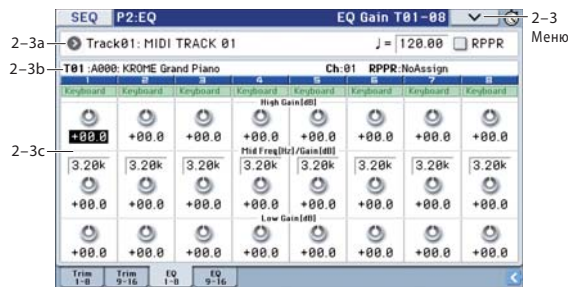 SEQ P2:EQ EQ Gain T01-08 2–3
Меню
2–3a Track01: MIDI TRACK 01 ♩= 120.00 RPPR
2–3b T01 :A000: KROME Grand Piano Ch:01 RPPR:NoAssign
1 2 3 4 5 6 7 8
Keyboard Keyboard Keyboard Keyboard Keyboard Keyboard Keyboard Keyboard
High Gain[dB]
+00.0 +00.0 +00.0 +00.0 +00.0 +00.0 +00.0 +00.0
2–3c
Mid Freq[Hz]/Gain[dB]
3.20k 3.20k 3.20k 3.20k 3.20k 3.20k 3.20k 3.20k
+00.0 +00.0 +00.0 +00.0 +00.0 +00.0 +00.0 +00.0
Low Gain[dB]
+00.0 +00.0 +00.0 +00.0 +00.0 +00.0 +00.0 +00.0
Trim Trim EQ EQ
1-8 9-16 1-8 9-16